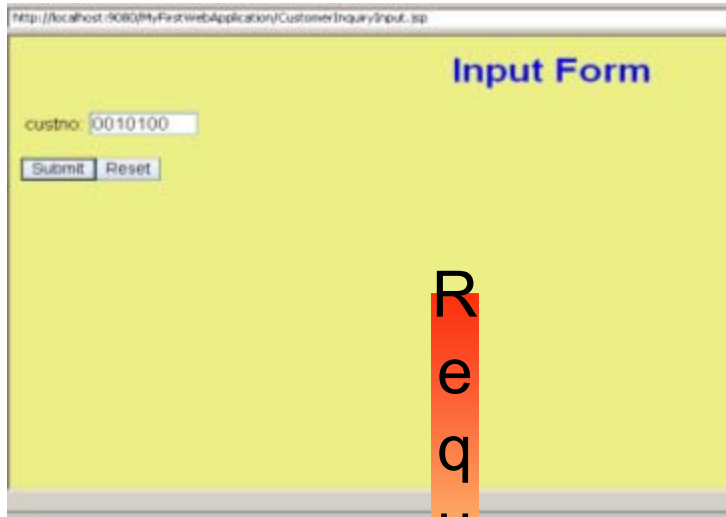 http://localhost:9080/MyFirstWebApplication/CustomerInquiryInput.jsp
Input Form
custno: 0010100
Submit Reset
R
e
q